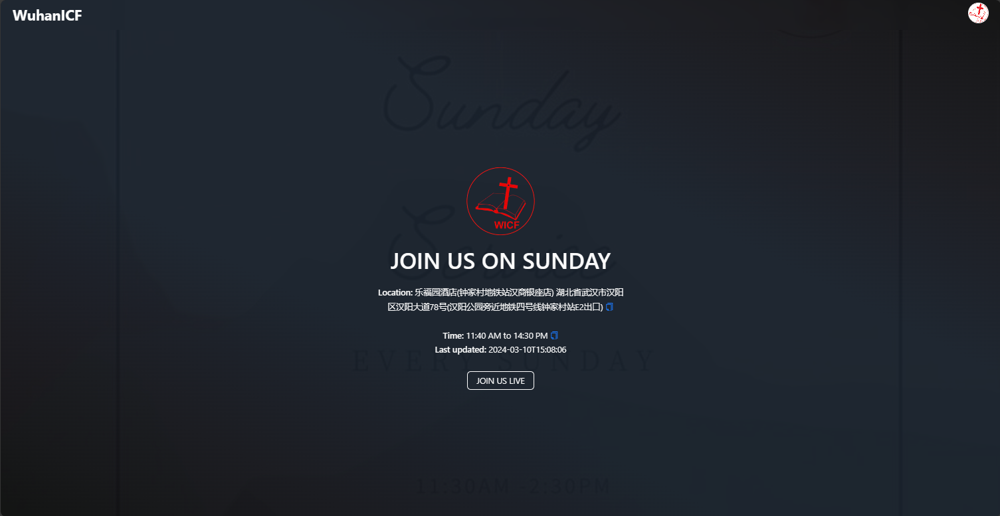 WuhanICF
Sunday
WICF
Service
JOIN US ON SUNDAY
Location: 乐福园酒店(钟家村地铁站汉商银座店) 湖北省武汉市汉阳
区汉阳大道78号(汉阳公园旁近地铁四号线钟家村站E2出口)
Time: 11:40 AM to 14:30 PM
Last updated: 2024-03-10T15:08:06
EVERY SUNDAY
JOIN US LIVE
11:30AM -2:30PM